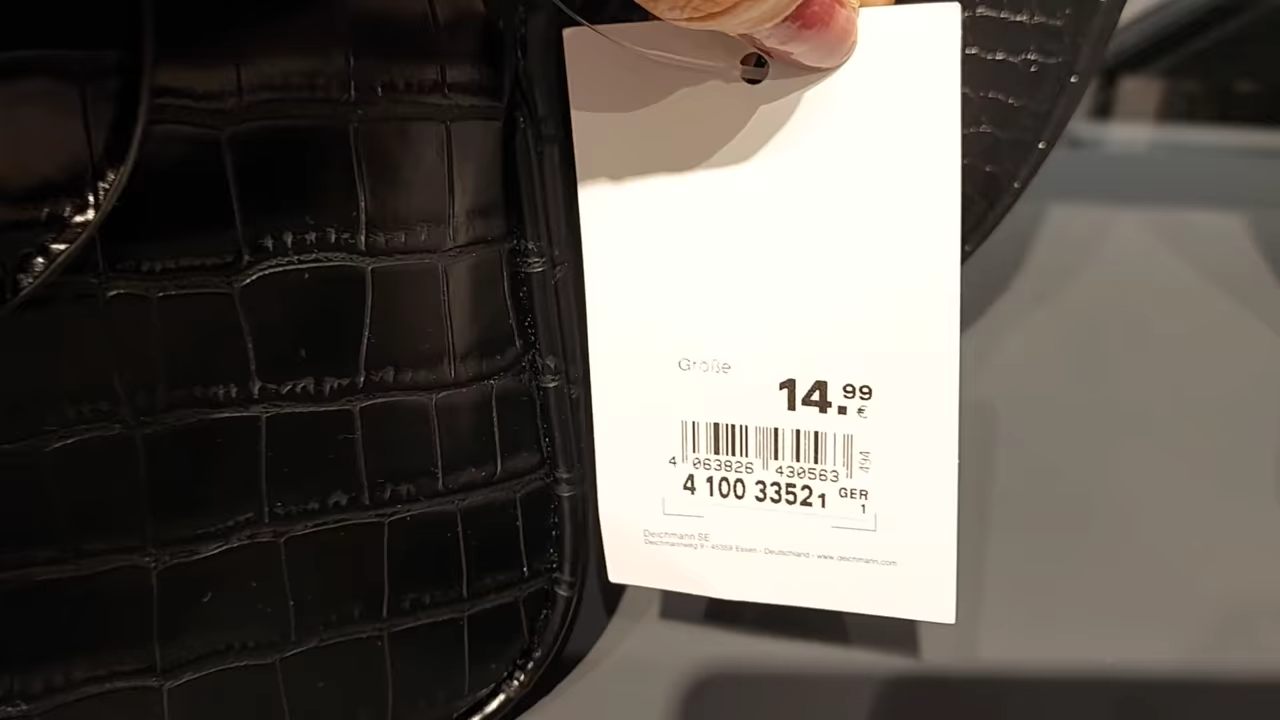 Größe
14.99
€
4 063826 430563
494
4 100 33521 GER
1
Deichmann SE
Deichmannweg 9 - 45359 Essen - Deutschland - www.deichmann.com